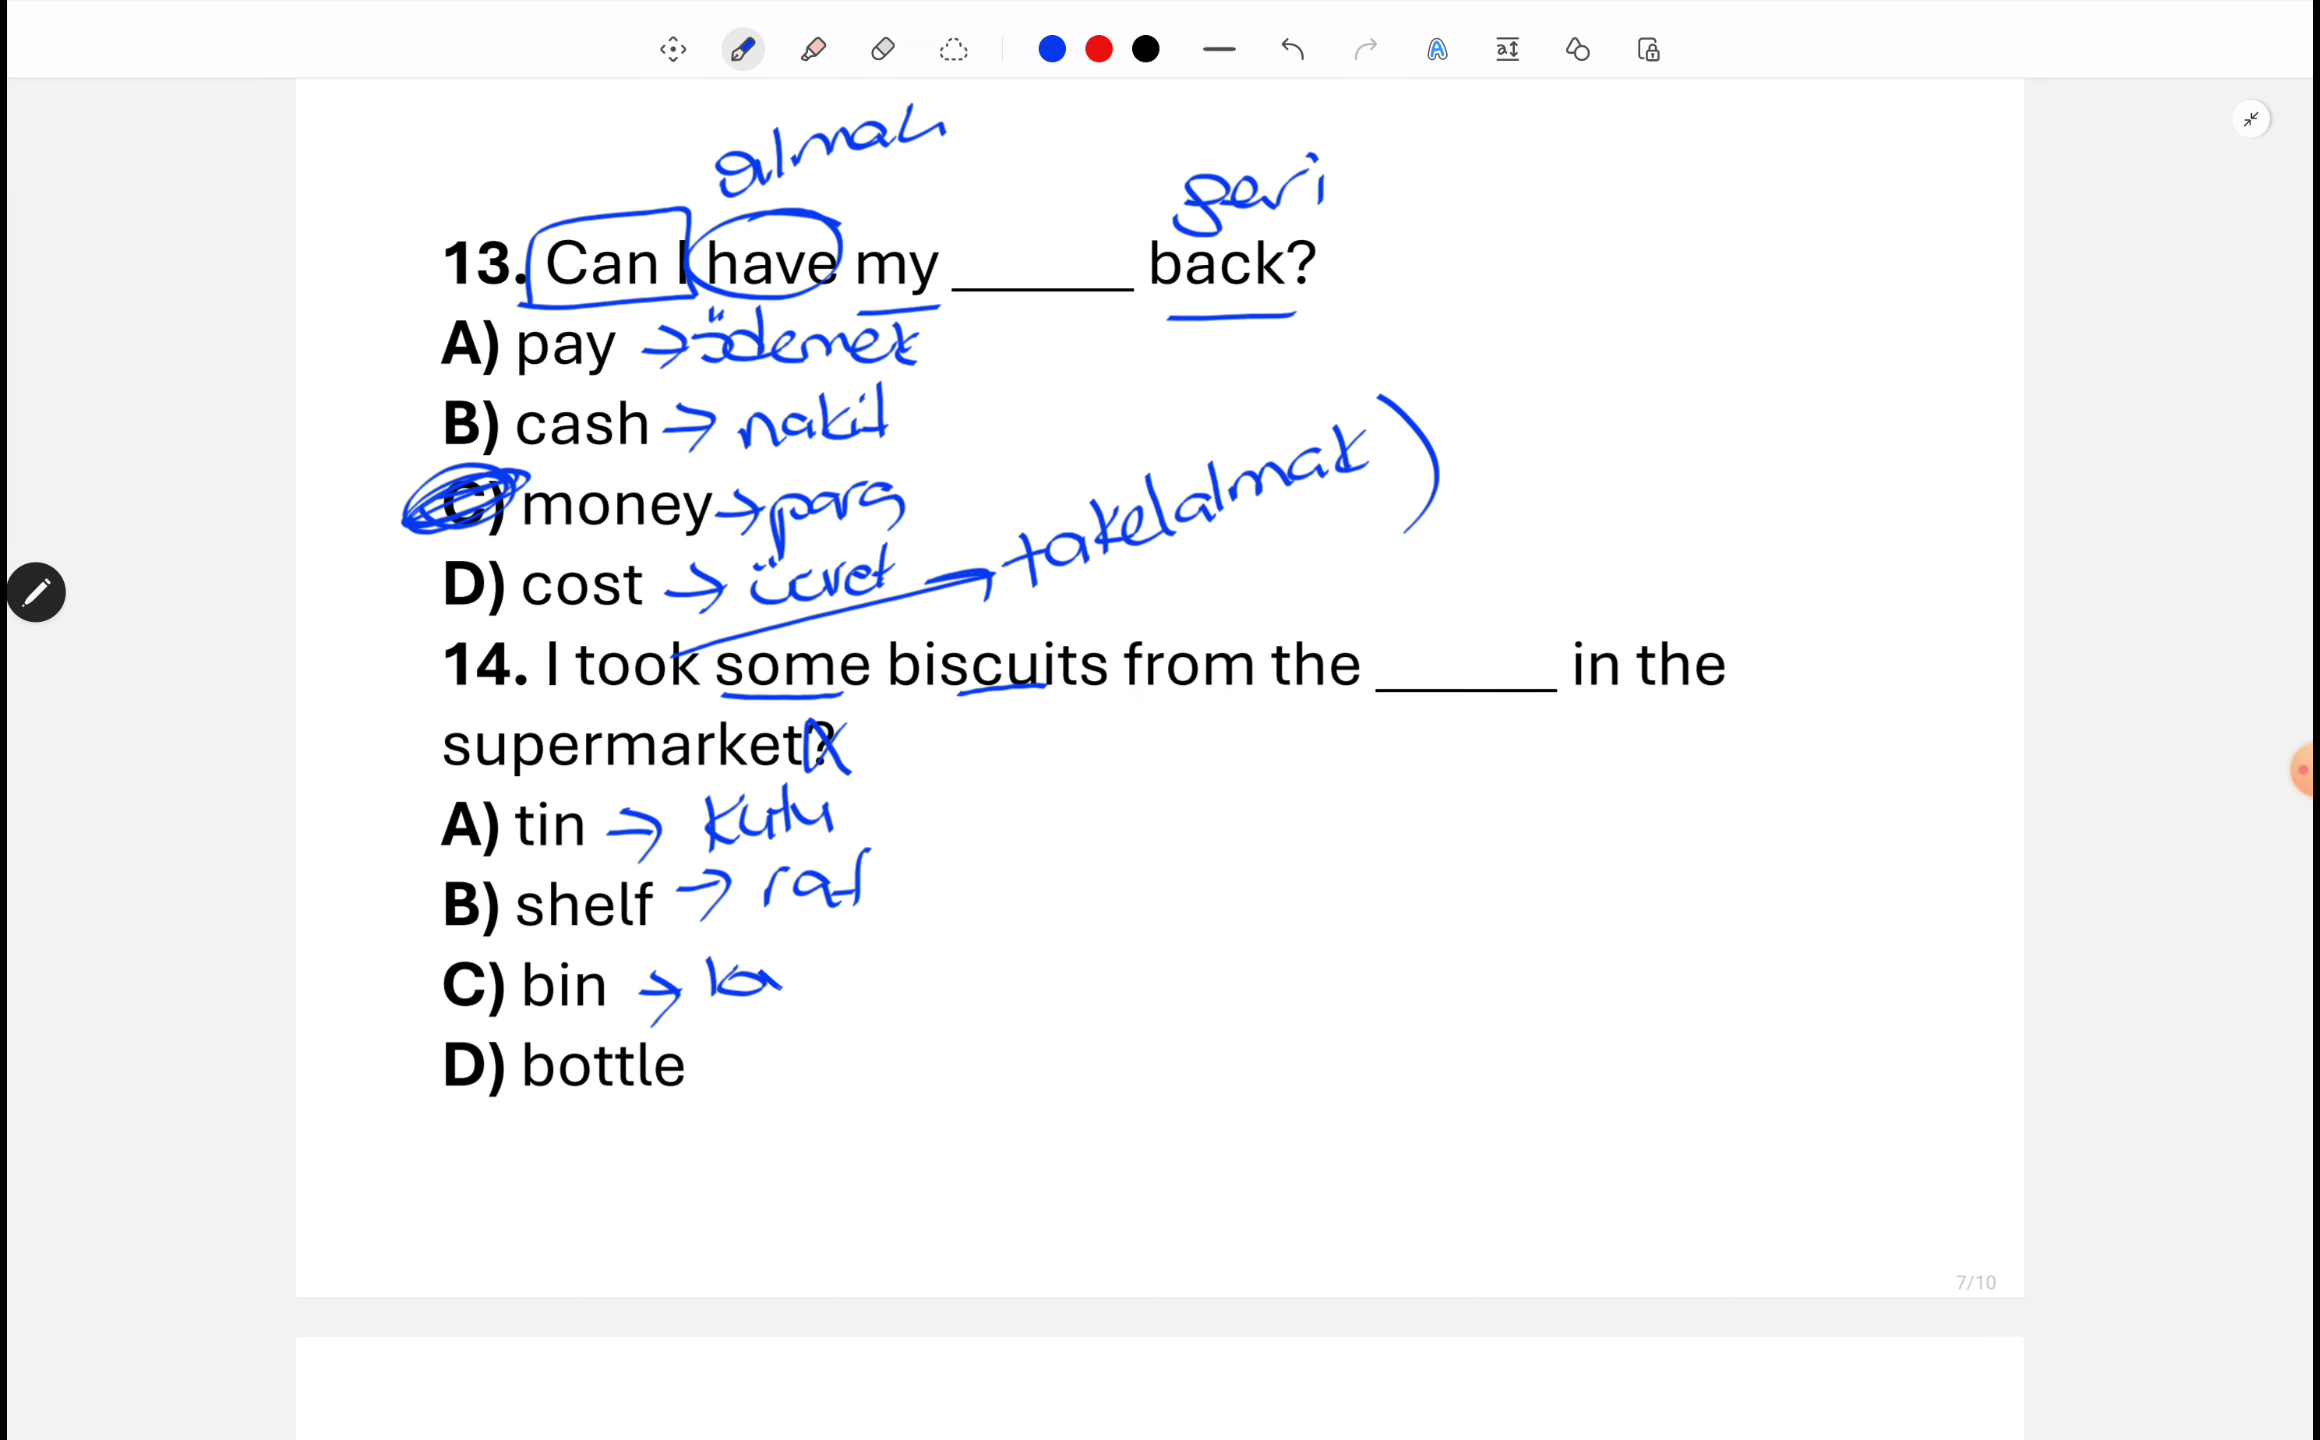 almak
geri
13. Can I have my ______ back?
A) pay → ödemek
B) cash → nakit
C) money → para
D) cost → ücret → take (almak)
14. I took some biscuits from the ______ in the
supermarket?
A) tin → kutu
B) shelf → raf
C) bin →
D) bottle
7/10